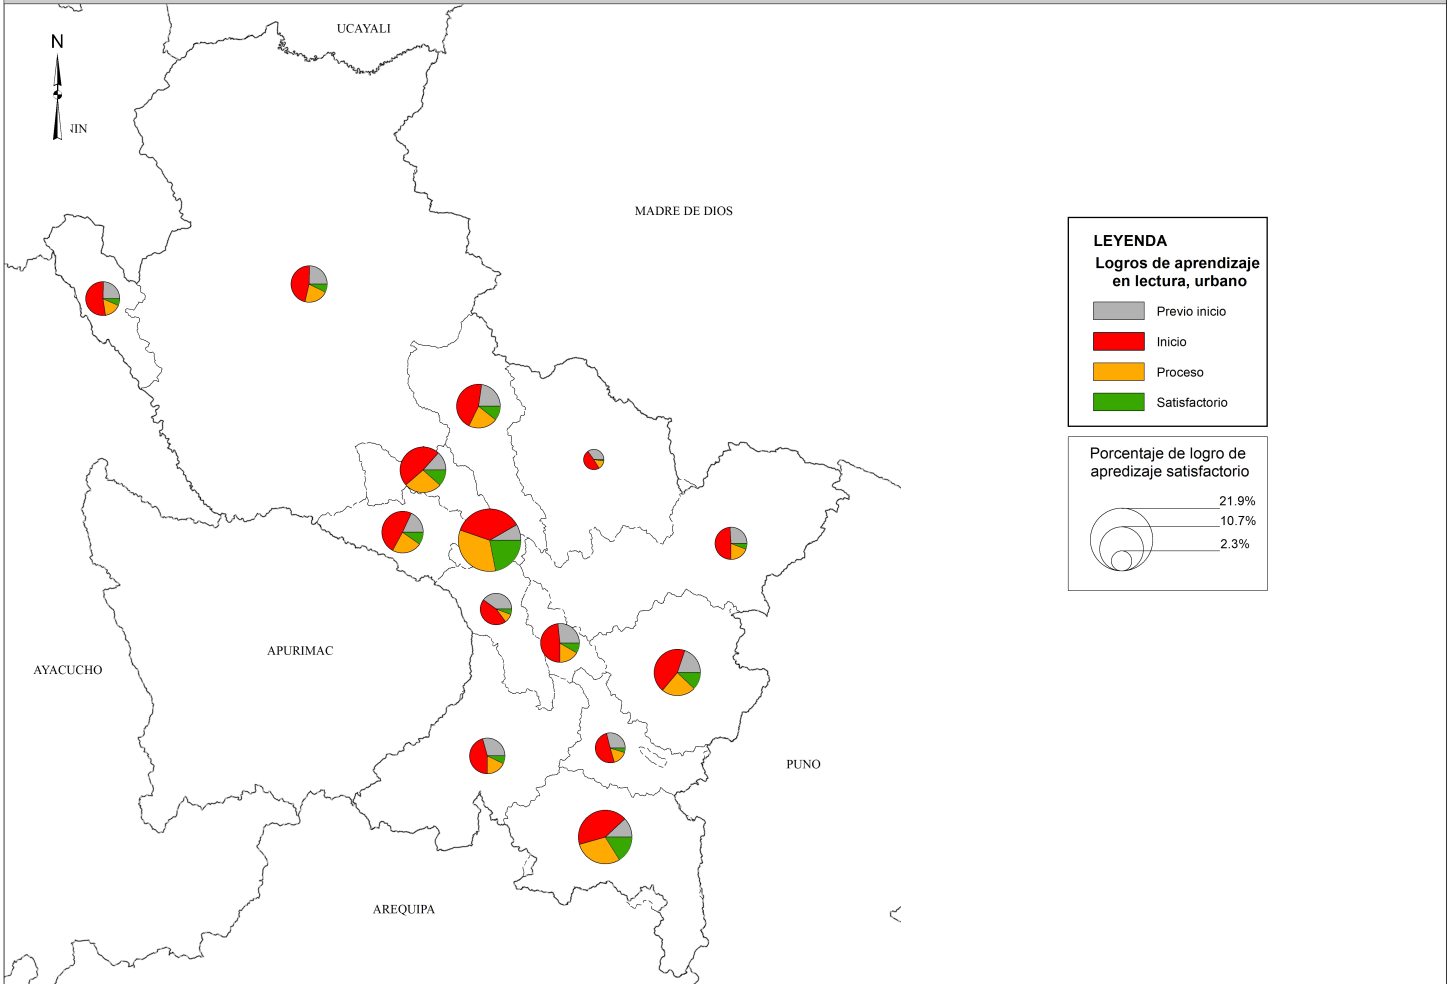 UCAYALI
N
JIN
MADRE DE DIOS
APURIMAC
AYACUCHO
PUNO
AREQUIPA
LEYENDA
Logros de aprendizaje
en lectura, urbano
Previo inicio
Inicio
Proceso
Satisfactorio
Porcentaje de logro de
apredizaje satisfactorio
21.9%
10.7%
2.3%